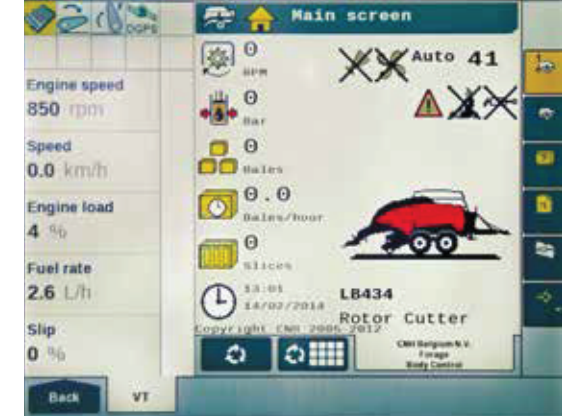 DGPS
Main screen
Engine speed
850 rpm
Speed
0.0 km/h
Engine load
4 %
Fuel rate
2.6 L/h
Slip
0 %
Back
VT
0
RPM
0
Bar
0
Bales
0.0
Bales/hour
0
Slices
13:01
14/02/2014
Copyright CNH 2006-2012
Auto 41
LB434
Rotor Cutter
CNH Belgium N.V.
Forage
Body Control